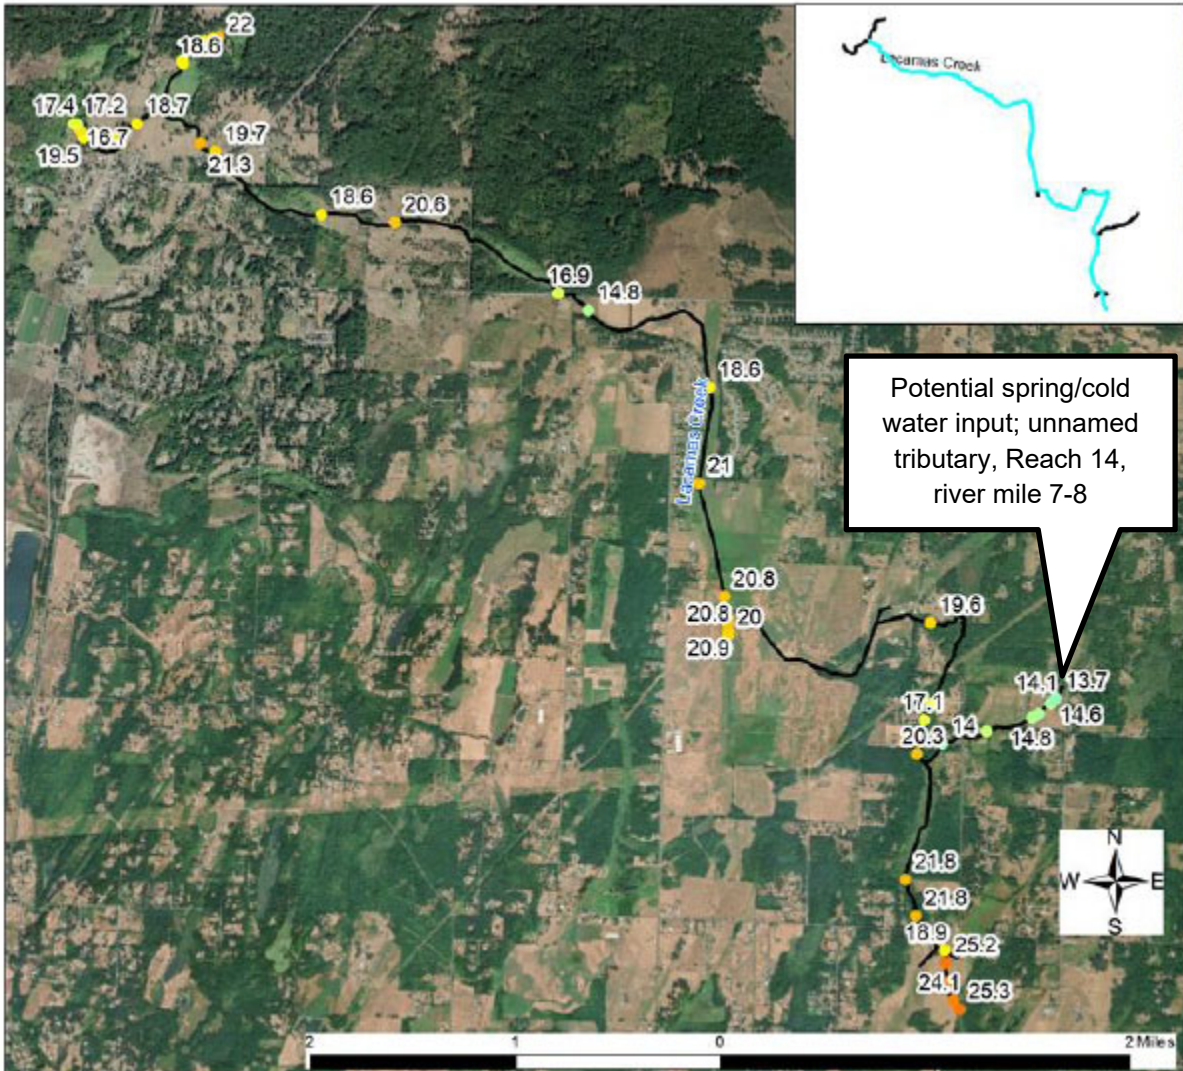 22
18.6
17.4 17.2 18.7
16.7
19.5
19.7
21.3
18.6
20.6
16.9
14.8
18.6
Lacamas Creek
21
20.8
20.8 20
20.9
19.6
14.1 13.7
17.1
14
14.6
14.8
20.3
21.8
21.8
18.9
25.2
24.1
25.3
Lacamas Creek
Potential spring/cold
water input; unnamed
tributary, Reach 14,
river mile 7-8
N
W E
S
2 1 0 2 Miles